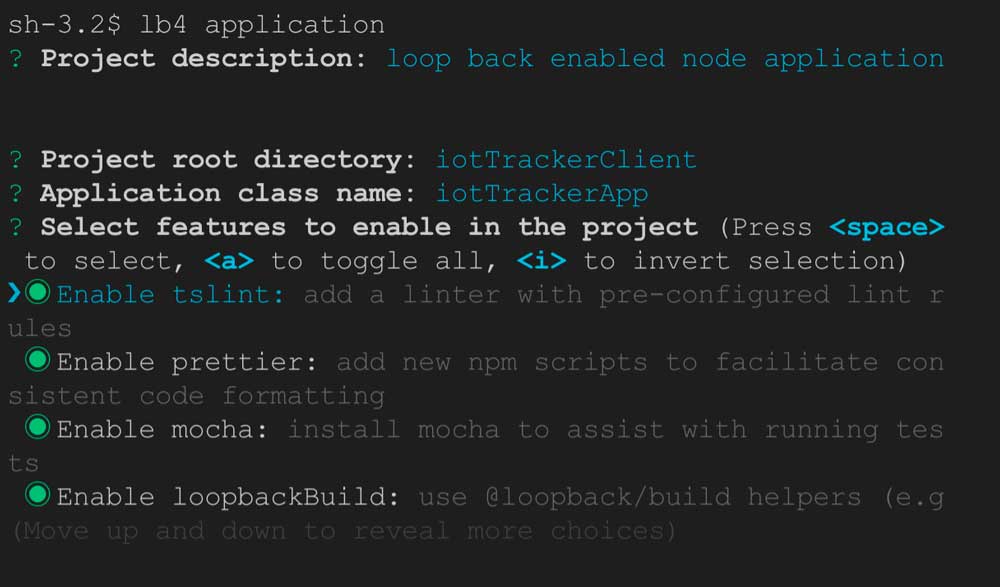 sh-3.2$ lb4 application
? Project description: loop back enabled node application
? Project root directory: iotTrackerClient
? Application class name: iotTrackerApp
? Select features to enable in the project (Press <space>
to select, <a> to toggle all, <i> to invert selection)
❯◉Enable tslint: add a linter with pre-configured lint r
ules
◉Enable prettier: add new npm scripts to facilitate con
sistent code formatting
◉Enable mocha: install mocha to assist with running tes
ts
◉Enable loopbackBuild: use @loopback/build helpers (e.g
(Move up and down to reveal more choices)